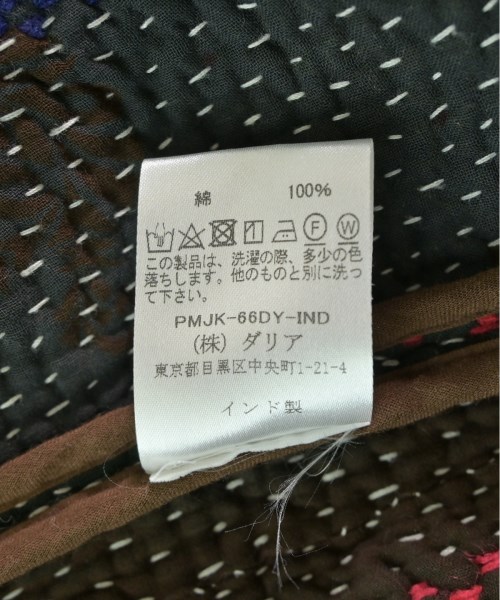 綿 100%
F W
この製品は、洗濯の際、多少の色
落ちします。他のものと別に洗っ
て下さい。
PMJK-66DY-IND
(株) ダリア
東京都目黒区中央町1-21-4
インド製